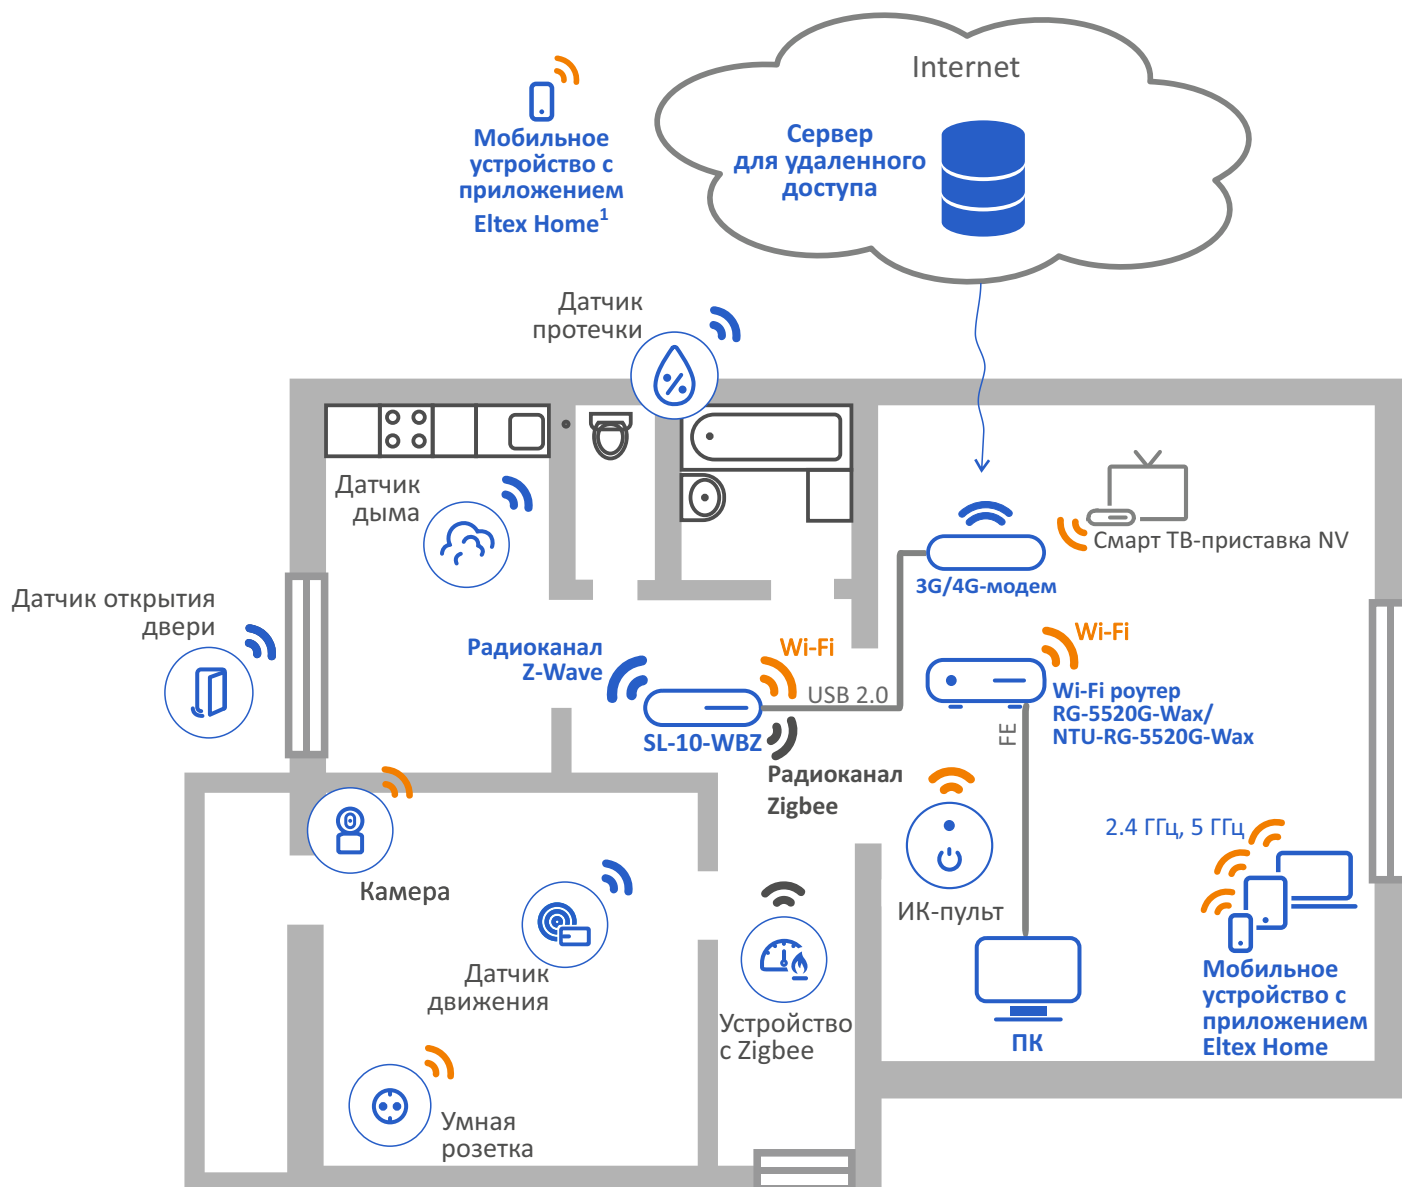 Internet
Мобильное
устройство с
приложением
Eltex Home¹
Сервер
для удаленного
доступа
Датчик
протечки
Датчик
дыма
Смарт ТВ-приставка NV
3G/4G-модем
Датчик открытия
двери
Радиоканал
Z-Wave
Wi-Fi
USB 2.0
SL-10-WBZ
Радиоканал
Zigbee
Wi-Fi
Wi-Fi роутер
RG-5520G-Wax/
NTU-RG-5520G-Wax
FE
2.4 ГГц, 5 ГГц
Камера
ИК-пульт
Датчик
движения
Устройство
с Zigbee
ПК
Мобильное
устройство с
приложением
Eltex Home
Умная
розетка